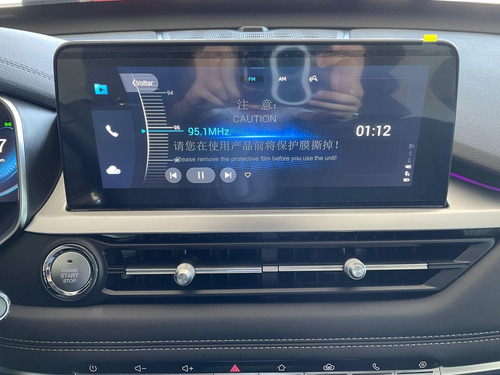 Voltar
FM
AM
94
注 意:
CAUTION
95
95.1MHz
01:12
请您在使用产品前将保护膜撕掉!
Please remove the protective film before you use the unit!
ENGINE
START
STOP
7